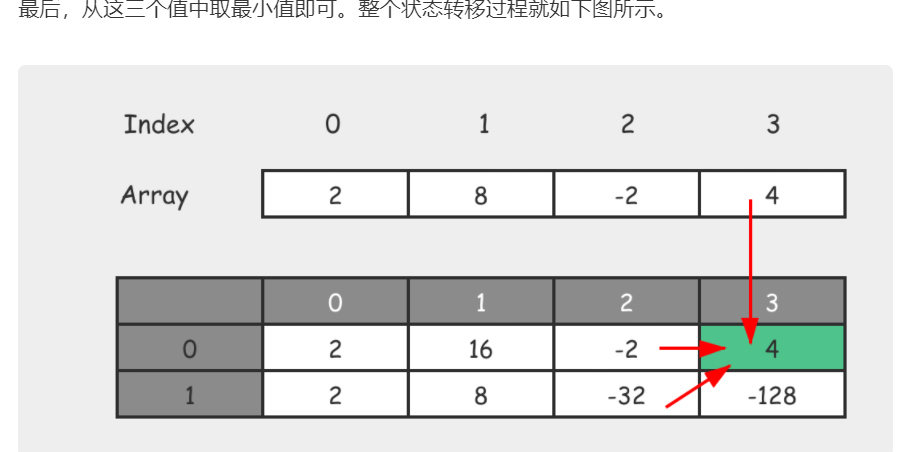 最后，从这三个值中取最小值即可。整个状态转移过程就如下图所示。
Index 0 1 2 3
Array 2 8 -2 4
0 1 2 3
0 2 16 -2 4
1 2 8 -32 -128